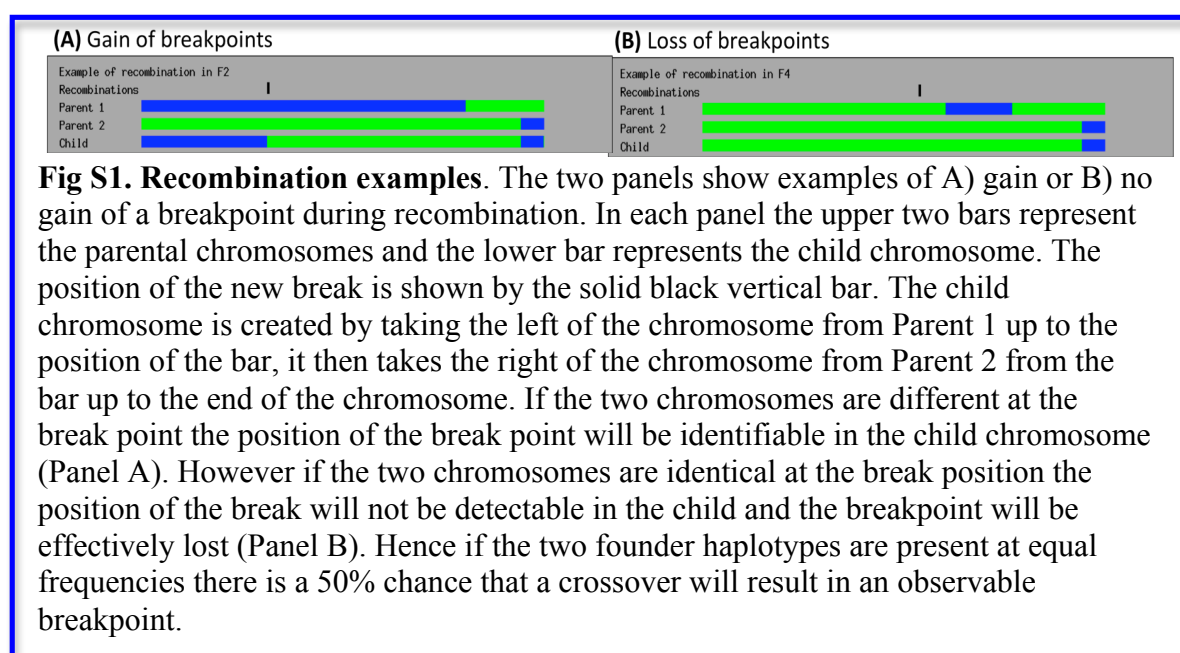 (A) Gain of breakpoints
Example of recombination in F2
Recombinations
Parent 1
Parent 2
Child
(B) Loss of breakpoints
Example of recombination in F4
Recombinations
Parent 1
Parent 2
Child
Fig S1. Recombination examples. The two panels show examples of A) gain or B) no
gain of a breakpoint during recombination. In each panel the upper two bars represent
the parental chromosomes and the lower bar represents the child chromosome. The
position of the new break is shown by the solid black vertical bar. The child
chromosome is created by taking the left of the chromosome from Parent 1 up to the
position of the bar, it then takes the right of the chromosome from Parent 2 from the
bar up to the end of the chromosome. If the two chromosomes are different at the
break point the position of the break point will be identifiable in the child chromosome
(Panel A). However if the two chromosomes are identical at the break position the
position of the break will not be detectable in the child and the breakpoint will be
effectively lost (Panel B). Hence if the two founder haplotypes are present at equal
frequencies there is a 50% chance that a crossover will result in an observable
breakpoint.